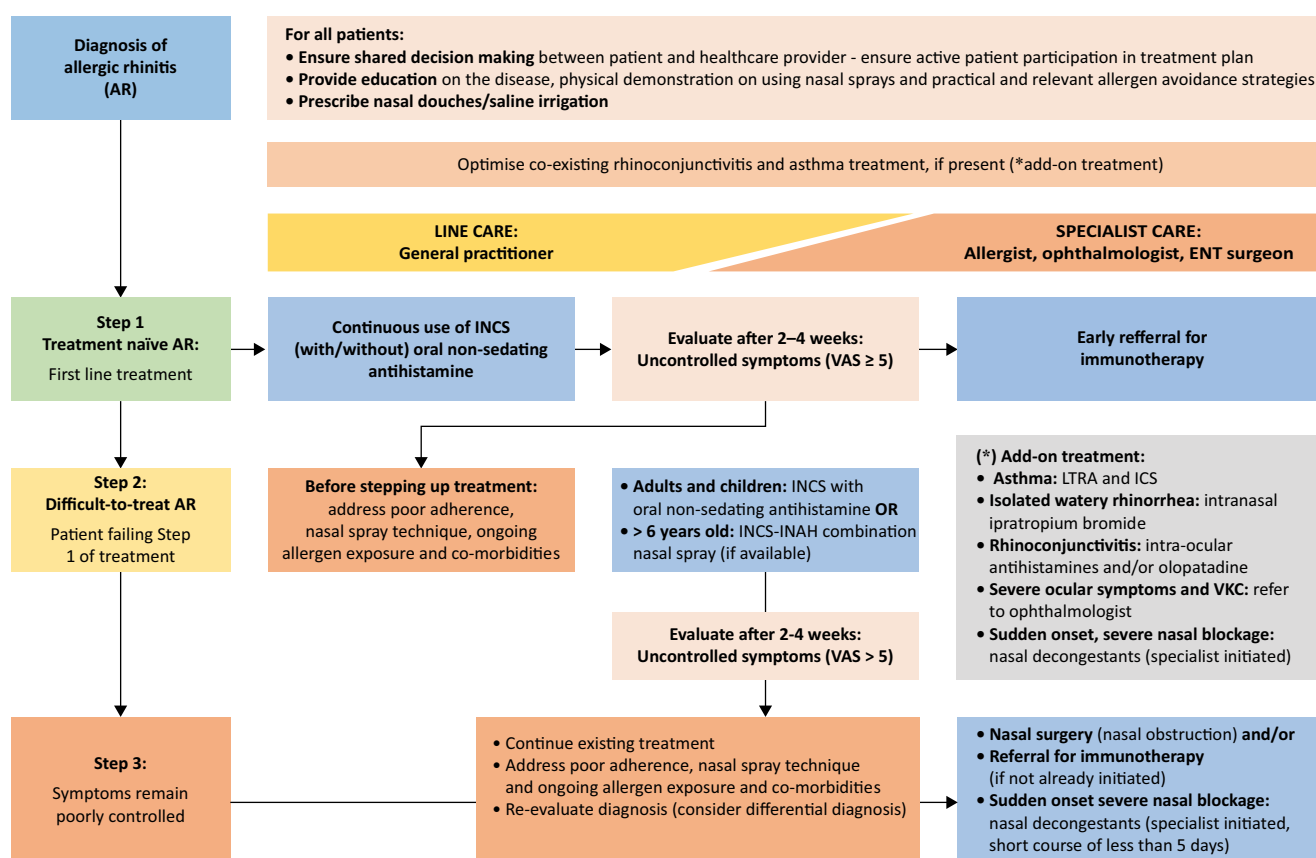 Diagnosis of
allergic rhinitis
(AR)
For all patients:
• Ensure shared decision making between patient and healthcare provider - ensure active patient participation in treatment plan
• Provide education on the disease, physical demonstration on using nasal sprays and practical and relevant allergen avoidance strategies
• Prescribe nasal douches/saline irrigation
Optimise co-existing rhinoconjunctivitis and asthma treatment, if present (*add-on treatment)
LINE CARE:
General practitioner
SPECIALIST CARE:
Allergist, ophthalmologist, ENT surgeon
Step 1
Treatment naïve AR:
First line treatment
Continuous use of INCS
(with/without) oral non-sedating
antihistamine
Evaluate after 2–4 weeks:
Uncontrolled symptoms (VAS ≥ 5)
Early refferral for
immunotherapy
Step 2:
Difficult-to-treat AR
Patient failing Step
1 of treatment
Before stepping up treatment:
address poor adherence,
nasal spray technique, ongoing
allergen exposure and co-morbidities
• Adults and children: INCS with
oral non-sedating antihistamine OR
• > 6 years old: INCS-INAH combination
nasal spray (if available)
Evaluate after 2-4 weeks:
Uncontrolled symptoms (VAS > 5)
(*) Add-on treatment:
• Asthma: LTRA and ICS
• Isolated watery rhinorrhea: intranasal
ipratropium bromide
• Rhinoconjunctivitis: intra-ocular
antihistamines and/or olopatadine
• Severe ocular symptoms and VKC: refer
to ophthalmologist
• Sudden onset, severe nasal blockage:
nasal decongestants (specialist initiated)
Step 3:
Symptoms remain
poorly controlled
• Continue existing treatment
• Address poor adherence, nasal spray technique
and ongoing allergen exposure and co-morbidities
• Re-evaluate diagnosis (consider differential diagnosis)
• Nasal surgery (nasal obstruction) and/or
• Referral for immunotherapy
(if not already initiated)
• Sudden onset severe nasal blockage:
nasal decongestants (specialist initiated,
short course of less than 5 days)